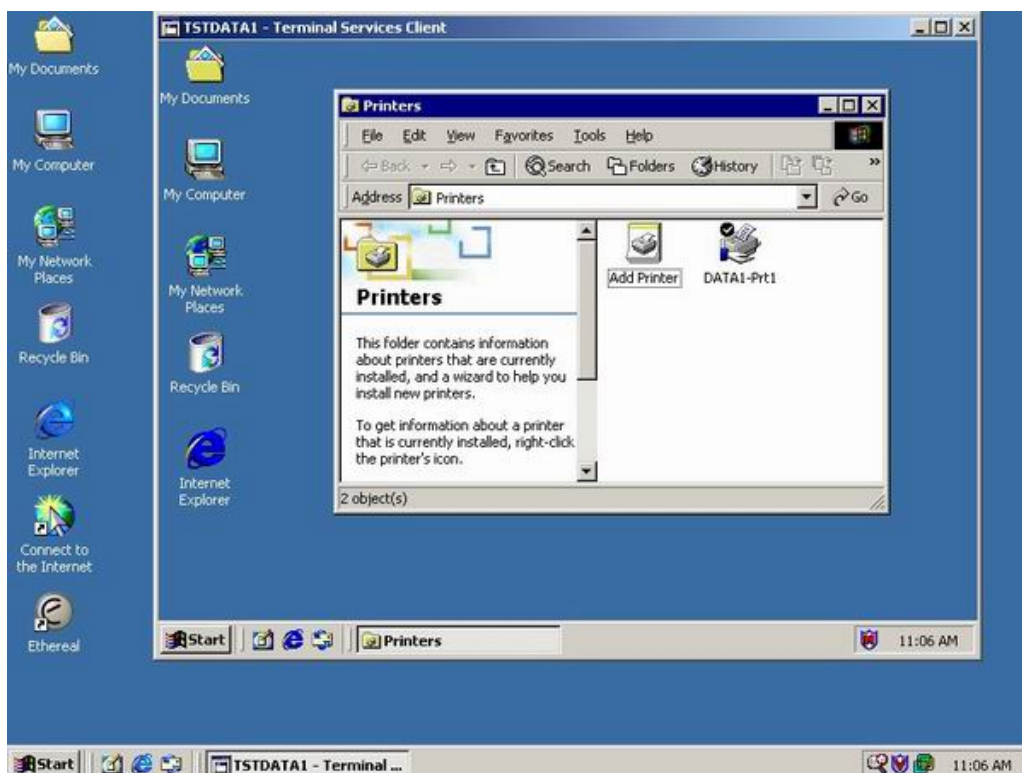 My Documents
My Computer
My Network
Places
Recycle Bin
Internet
Explorer
Connect to
the Internet
Ethereal
TSTDATA1 - Terminal Services Client
My Documents
My Computer
My Network
Places
Recycle Bin
Internet
Explorer
Printers
File Edit View Favorites Tools Help
Back Search Folders History »
Address Printers Go
Printers
This folder contains information
about printers that are currently
installed, and a wizard to help you
install new printers.
To get information about a printer
that is currently installed, right-click
the printer's icon.
Add Printer DATA1-Prt1
2 object(s)
Start Printers 11:06 AM
Start TSTDATA1 - Terminal ... 11:06 AM